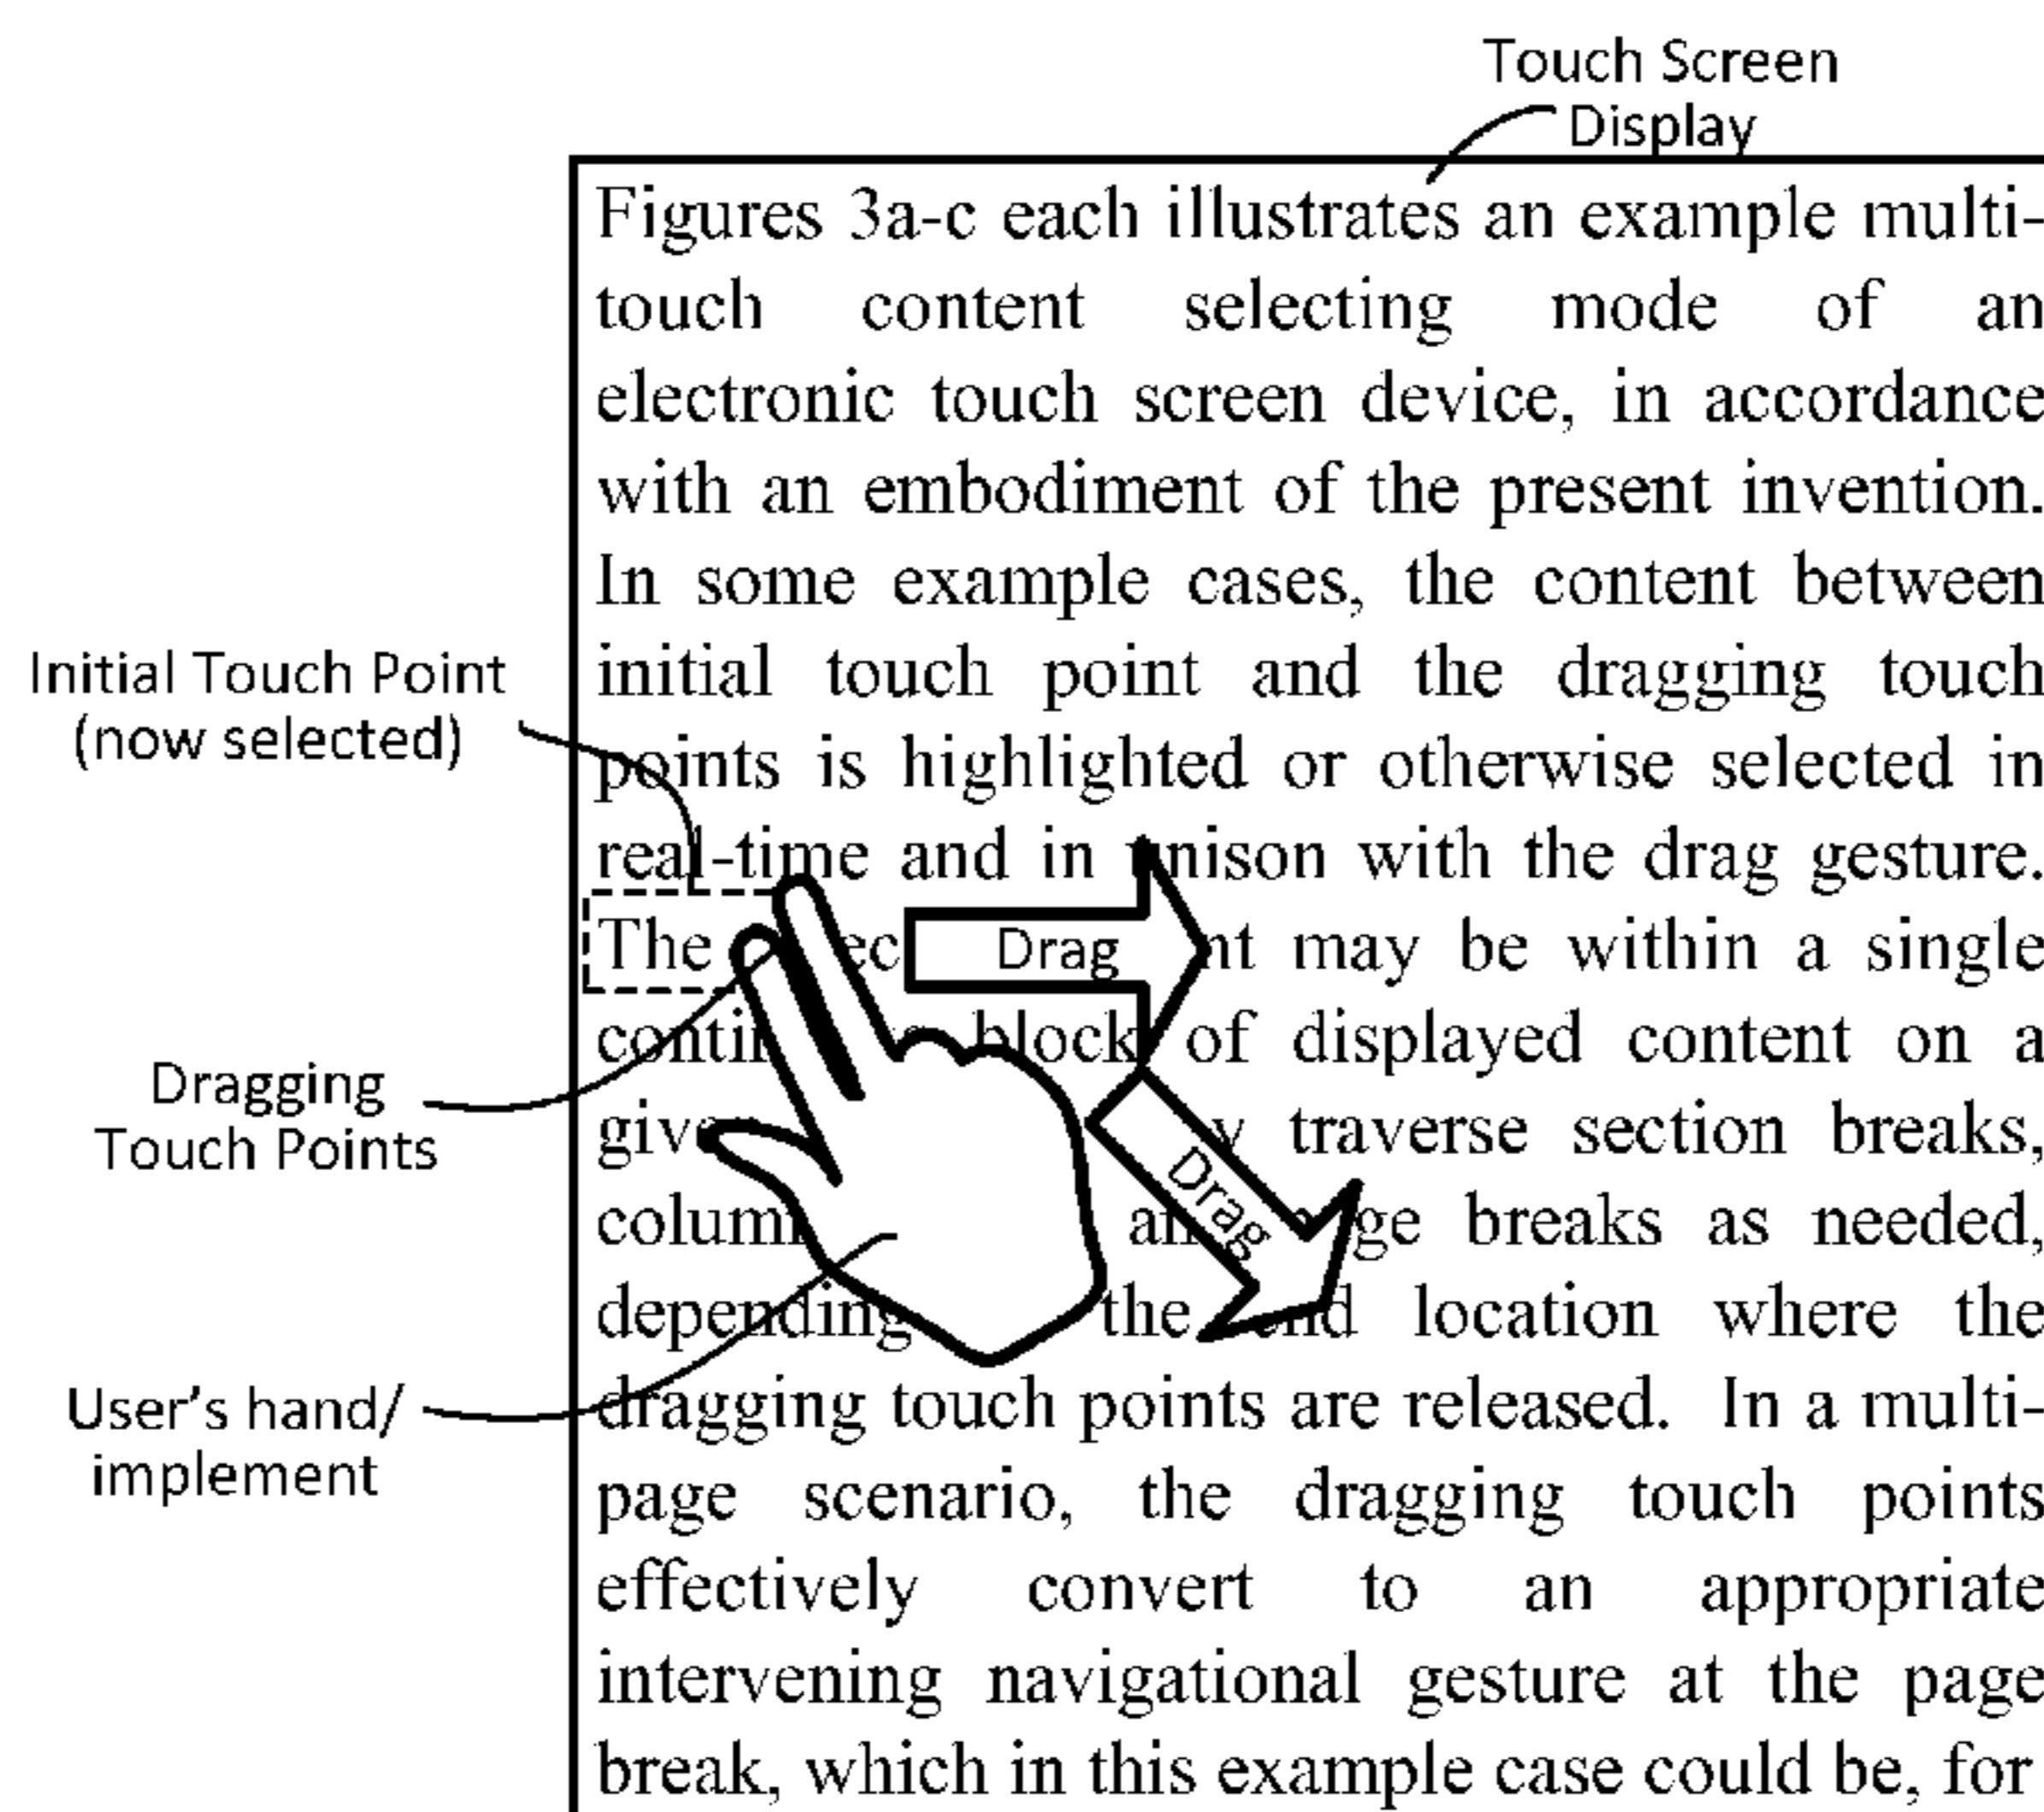 Touch Screen
Display
Figures 3a-c each illustrates an example multi-
touch content selecting mode of an
electronic touch screen device, in accordance
with an embodiment of the present invention.
In some example cases, the content between
initial touch point and the dragging touch
points is highlighted or otherwise selected in
real-time and in unison with the drag gesture.
The may be within a single
block of displayed content on a
traverse section breaks,
breaks as needed,
depending the end location where the
dragging touch points are released. In a multi-
page scenario, the dragging touch points
effectively convert to an appropriate
intervening navigational gesture at the page
break, which in this example case could be, for
Initial Touch Point
(now selected)
Dragging
Touch Points
User's hand/
implement
Drag
Drag